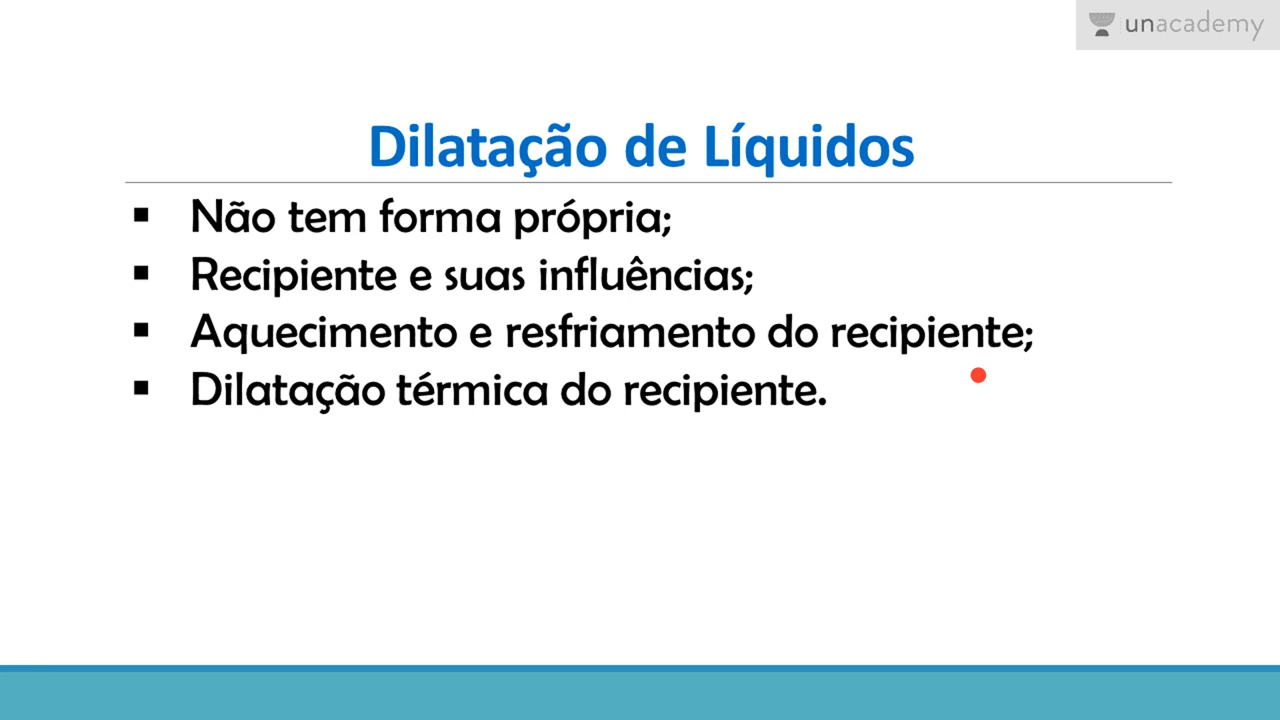 unacademy
Dilatação de Líquidos
▪ Não tem forma própria;
▪ Recipiente e suas influências;
▪ Aquecimento e resfriamento do recipiente;
▪ Dilatação térmica do recipiente.